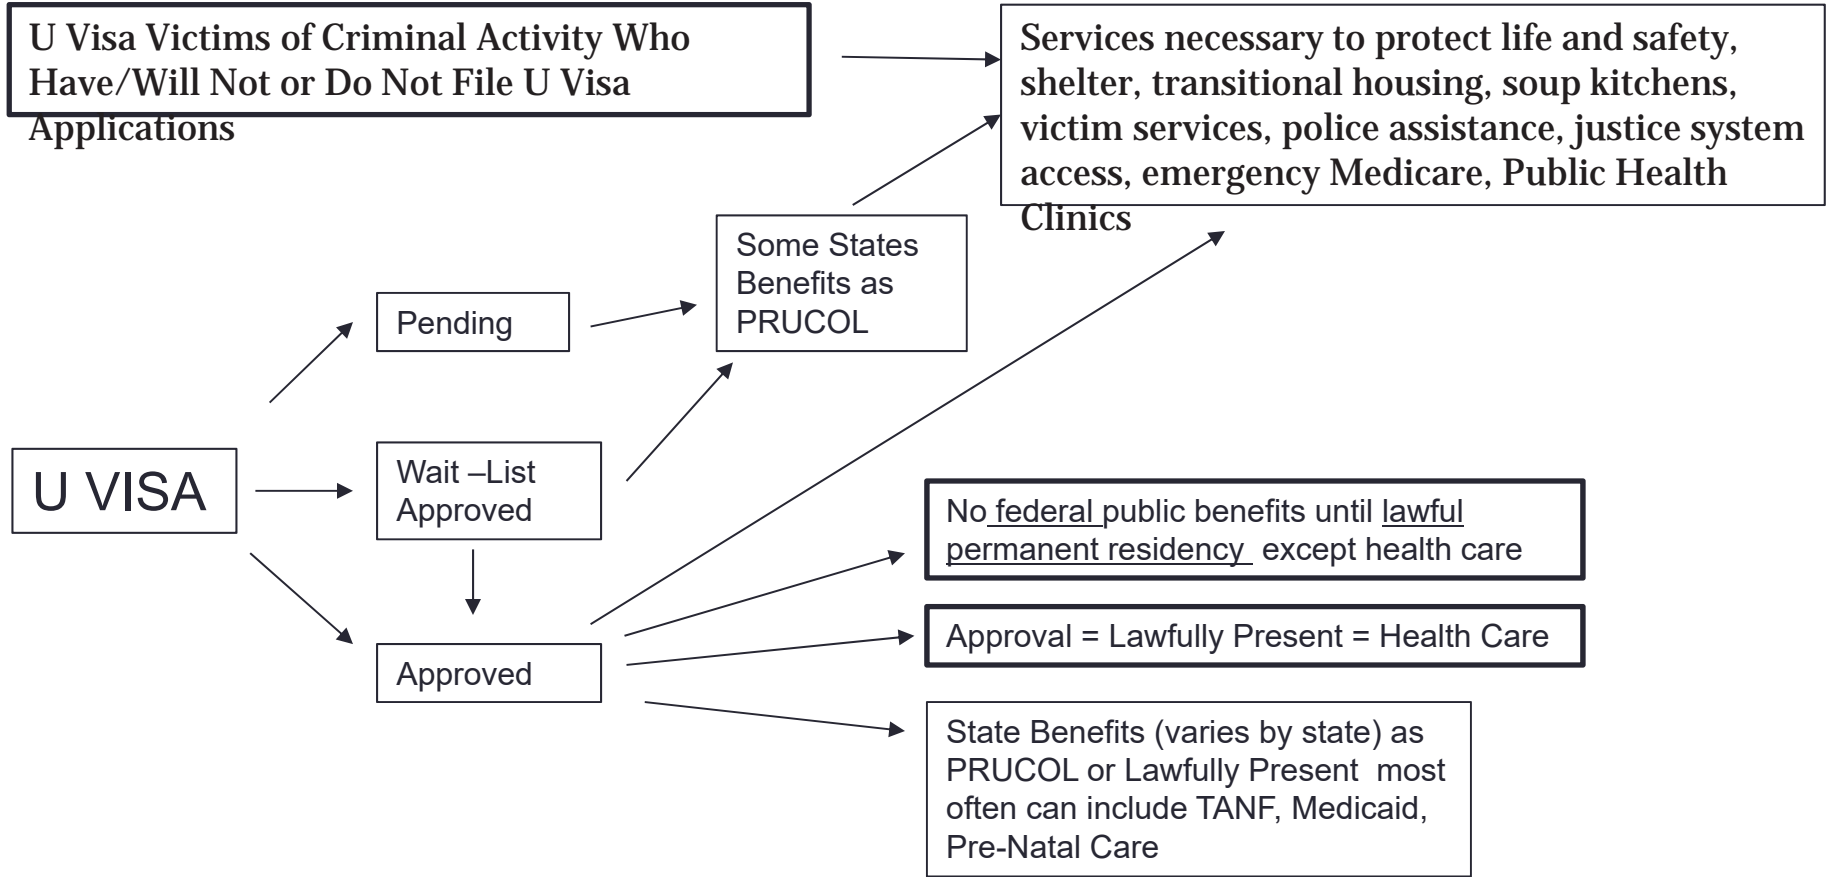 U Visa Victims of Criminal Activity Who
Have/Will Not or Do Not File U Visa
Applications
Services necessary to protect life and safety,
shelter, transitional housing, soup kitchens,
victim services, police assistance, justice system
access, emergency Medicare, Public Health
Clinics
Some States
Benefits as
PRUCOL
Pending
U VISA
Wait –List
Approved
No federal public benefits until lawful
permanent residency except health care
Approval = Lawfully Present = Health Care
Approved
State Benefits (varies by state) as
PRUCOL or Lawfully Present most
often can include TANF, Medicaid,
Pre-Natal Care